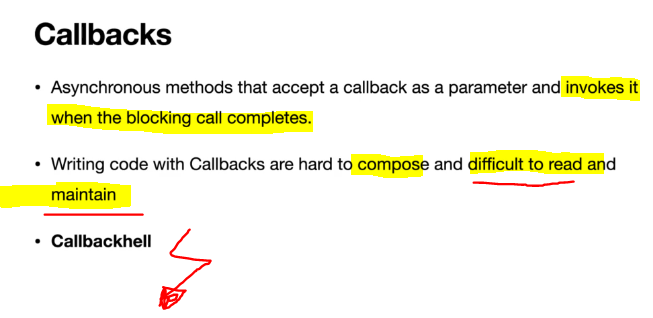 Callbacks
• Asynchronous methods that accept a callback as a parameter and invokes it
when the blocking call completes.
• Writing code with Callbacks are hard to compose and difficult to read and
maintain
• Callbackhell